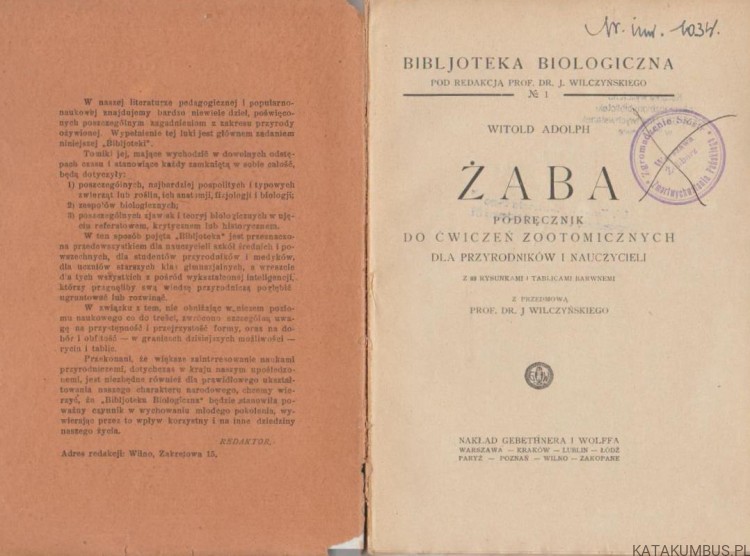 W naszej literaturze pedagogicznej i popularno-
naukowej znajdujemy bardzo niewiele dzieł, poświęco-
nych poszczególnym zagadnieniom z zakresu przyrody
ożywionej. Wypełnienie tej luki jest głównem zadaniem
niniejszej „Bibljoteki".
Tomiki jej, mające wychodzić w dowolnych odstę-
pach czasu i stanowiące każdy zamkniętą w sobie całość,
będą dotyczyły:
1) poszczególnych, najbardziej pospolitych i typowych
zwierząt lub roślin, ich anatomji, fizjologji i biologji;
2) zespołów biologicznych;
3) poszczególnych zjawisk i teoryj biologicznych w uję-
ciu referatowem, krytycznem lub historycznem.
W ten sposób pojęta „Bibljoteka" jest przeznaczo-
na przedewszystkiem dla nauczycieli szkół średnich i po-
wszechnych, dla studentów przyrodników i medyków,
dla uczniów starszych klas gimnazjalnych, a wreszcie
dla tych wszystkich z pośród wykształconej inteligencji,
którzy pragnęliby swą wiedzę przyrodniczą pogłębić
ugruntować lub rozwinąć.
W związku z tem, nie obniżając w niczem pozio-
mu naukowego co do treści, zwrócono szczególną uwa-
gę na przystępność i przejrzystość formy, oraz na do-
bór i obfitość — w granicach dzisiejszych możliwości —
rycin i tablic.
Przekonani, że większe zainteresowanie naukami
przyrodniczemi, dotychczas w kraju naszym upośledzo-
nemi, jest niezbędne również dla prawidłowego ukształ-
towania naszego charakteru narodowego, chcemy wie-
rzyć, że „Bibljoteka Biologiczna" będzie stanowiła po-
ważny czynnik w wychowaniu młodego pokolenia, wy-
wierając przez to wpływ korzystny i na inne dziedziny
naszego życia.
REDAKTOR.
Adres redakcji: Wilno, Zakretowa 15.
Nr. inw. 1034.
BIBLJOTEKA BIOLOGICZNA
POD REDAKCJĄ PROF. DR. J. WILCZYŃSKIEGO
№ 1
WITOLD ADOLPH
ŻABA
PODRĘCZNIK
DO ĆWICZEŃ ZOOTOMICZNYCH
DLA PRZYRODNIKÓW I NAUCZYCIELI
RYSUNKAMI I TABLICAMI BARWNEMI
Z PRZEDMOWĄ
PROF. DR. J WILCZYŃSKIEGO
NAKŁAD GEBETHNERA I WOLFFA
WARSZAWA — KRAKÓW — LUBLIN — ŁÓDŹ
PARYŻ — POZNAŃ — WILNO — ZAKOPANE
KATAKUMBUS.PL